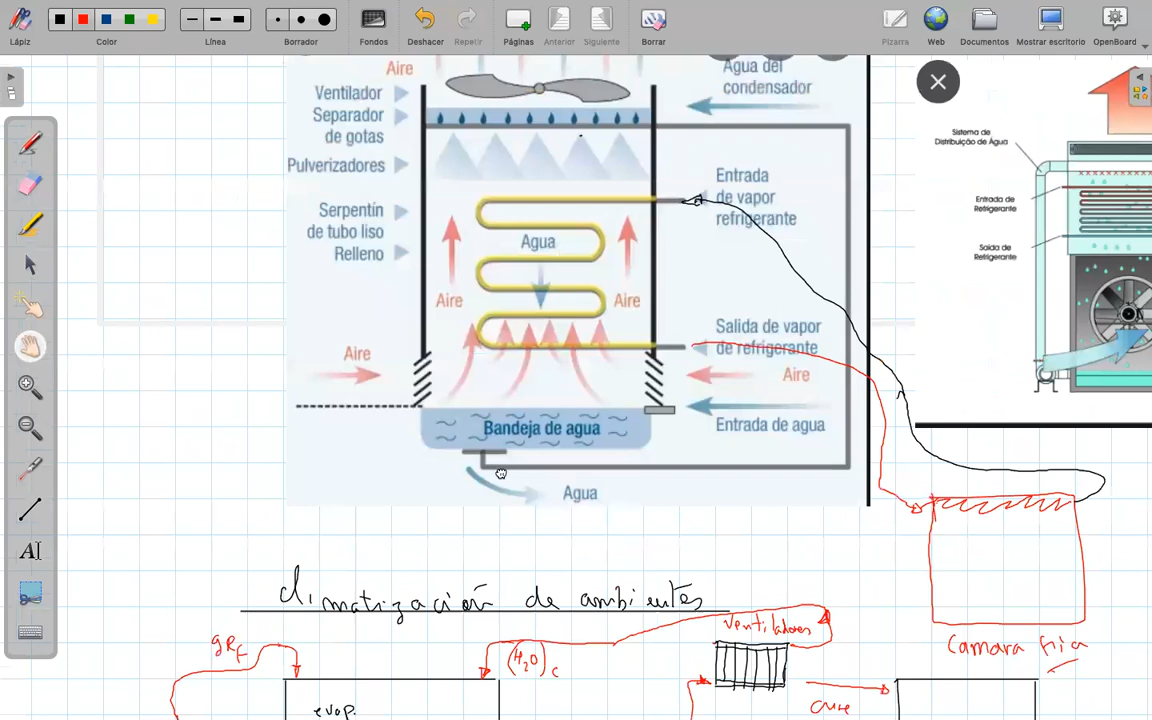 Lápiz
Color
Línea
Borrador
Fondos
Deshacer
Repetir
Páginas
Anterior
Siguiente
Borrar
Pizarra
Web
Documentos
Mostrar escritorio
OpenBoard
Aire
Ventilador
Separador
de gotas
Pulverizadores
Serpentín
de tubo liso
Relleno
Agua del
condensador
Entrada
de vapor
refrigerante
Agua
Aire
Aire
Salida de vapor
de refrigerante
Aire
Aire
Bandeja de agua
Entrada de agua
Agua
Sistema de
Distribuição de Água
Entrada de
Refrigerante
Saída de
Refrigerante
climatización de ambientes
gRf
(H2O)c
ventiladores
Camara fria
evap.
aire